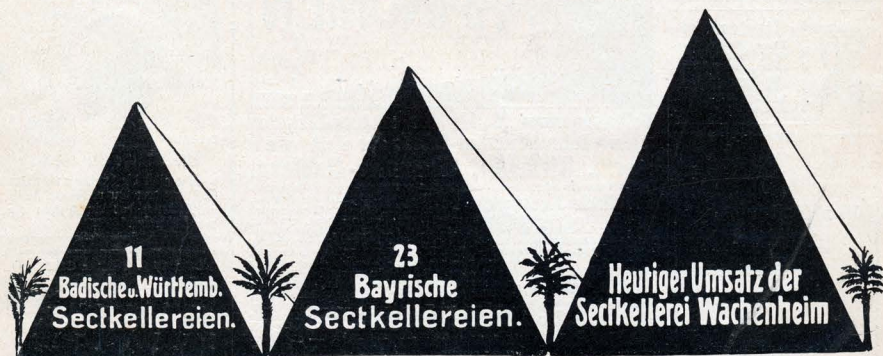 11
Badische u. Württemb.
Sectkellereien.
23
Bayrische
Sectkellereien.
Heutiger Umsatz der
Sectkellerei Wachenheim